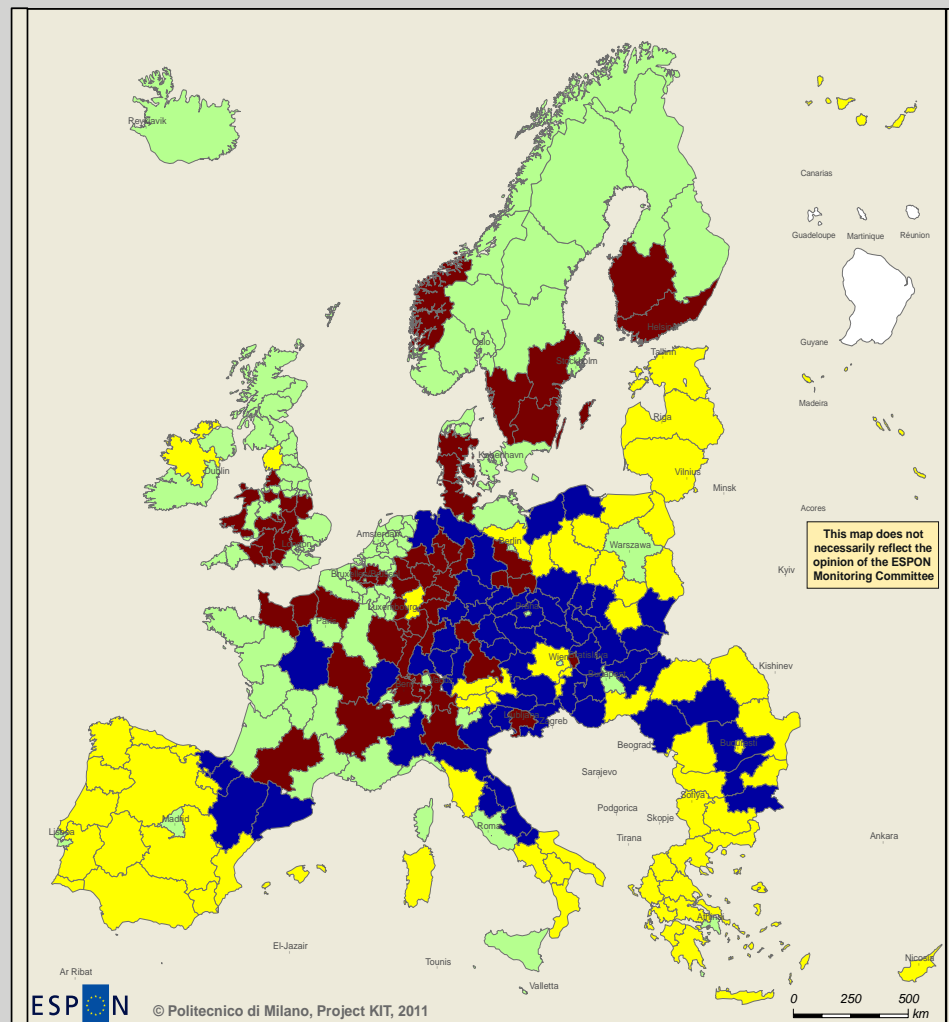 Reykjavik
Canarias
Guadeloupe
Martinique
Réunion
Oslo
Helsinki
Stockholm
Tallinn
Guyane
Madeira
Riga
København
Dublin
Vilnius
Minsk
Acores
Amsterdam
Berlin
Warszawa
This map does not
necessarily reflect the
opinion of the ESPON
Monitoring Committee
Kyiv
London
Luxembourg
Praha
Paris
Wien
Bratislava
Budapest
Kishinev
Ljubljana
Zagreb
Beograd
Bucuresti
Sarajevo
Sofiya
Podgorica
Skopje
Madrid
Roma
Tirana
Ankara
Lisboa
Athinai
El-Jazair
Tounis
Nicosia
Ar Ribat
Valletta
ESPON
© Politecnico di Milano, Project KIT, 2011
0 250 500
km